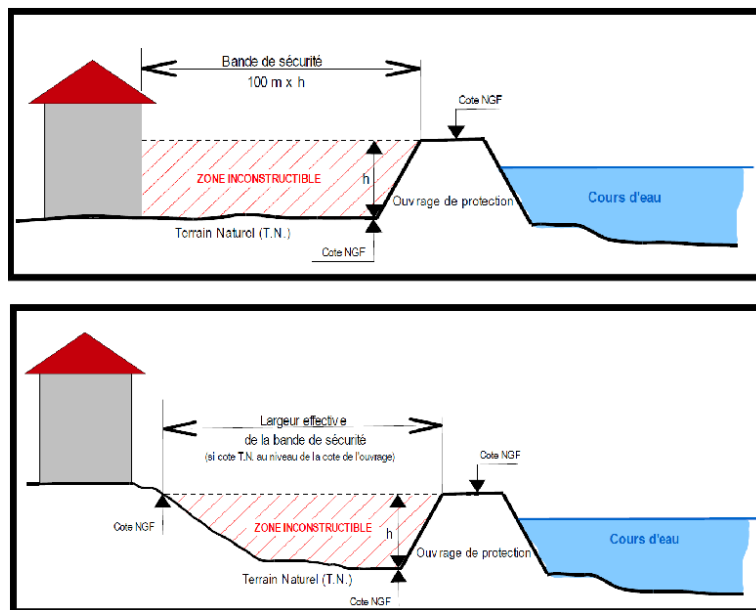 Bande de sécurité
100 m x h
Cote NGF
ZONE INCONSTRUCTIBLE
h
Ouvrage de protection
Cours d'eau
Terrain Naturel (T.N.)
Cote NGF
Largeur effective
de la bande de sécurité
(si cote T.N. au niveau de la cote de l'ouvrage)
Cote NGF
Cote NGF
ZONE INCONSTRUCTIBLE
h
Cours d'eau
Ouvrage de protection
Terrain Naturel (T.N.)
Cote NGF